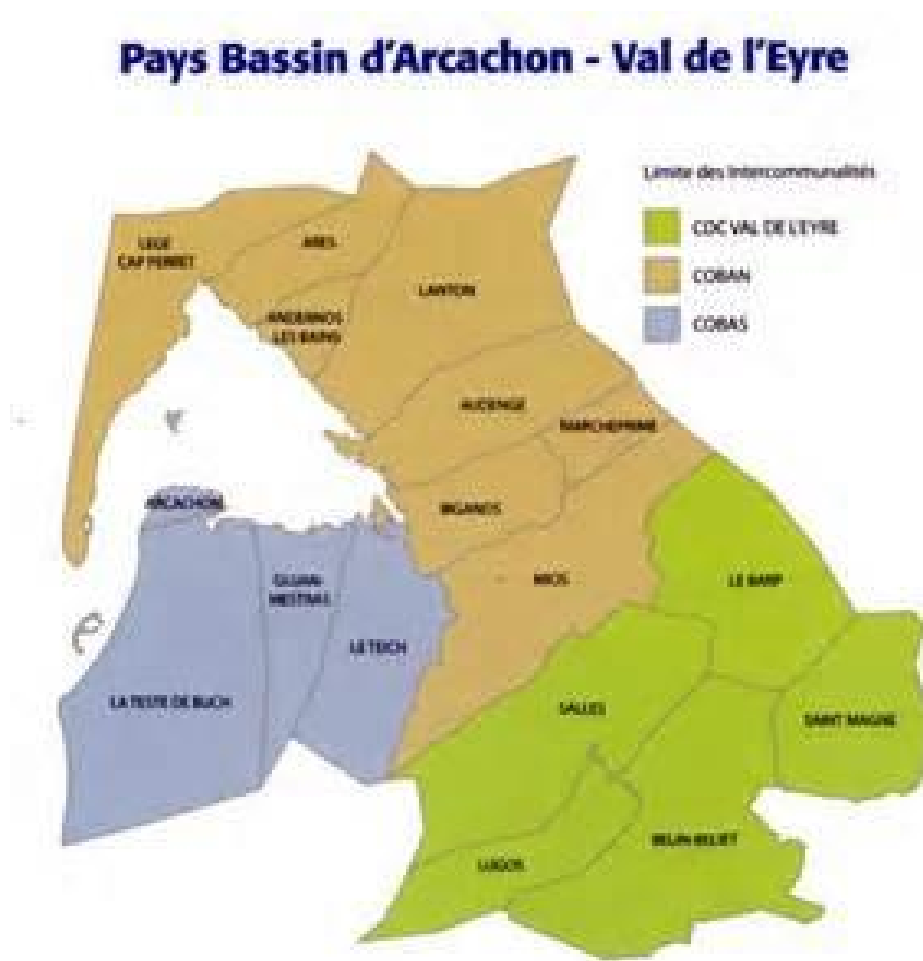 Pays Bassin d'Arcachon - Val de l'Eyre
Limite des Intercommunalités
CDC VAL DE L'EYRE
COBAN
COBAS
LEGE
CAP FERRET
ARES
ANDERNOS
LES BAINS
LANTON
AUDENGE
MARCHEPRIME
BIGANOS
ARCACHON
MIOS
GUJAN-
MESTRAS
LE TEICH
LA TESTE DE BUCH
LE BARP
SALLES
SAINT MAGNE
BELIN-BELIET
LUGOS